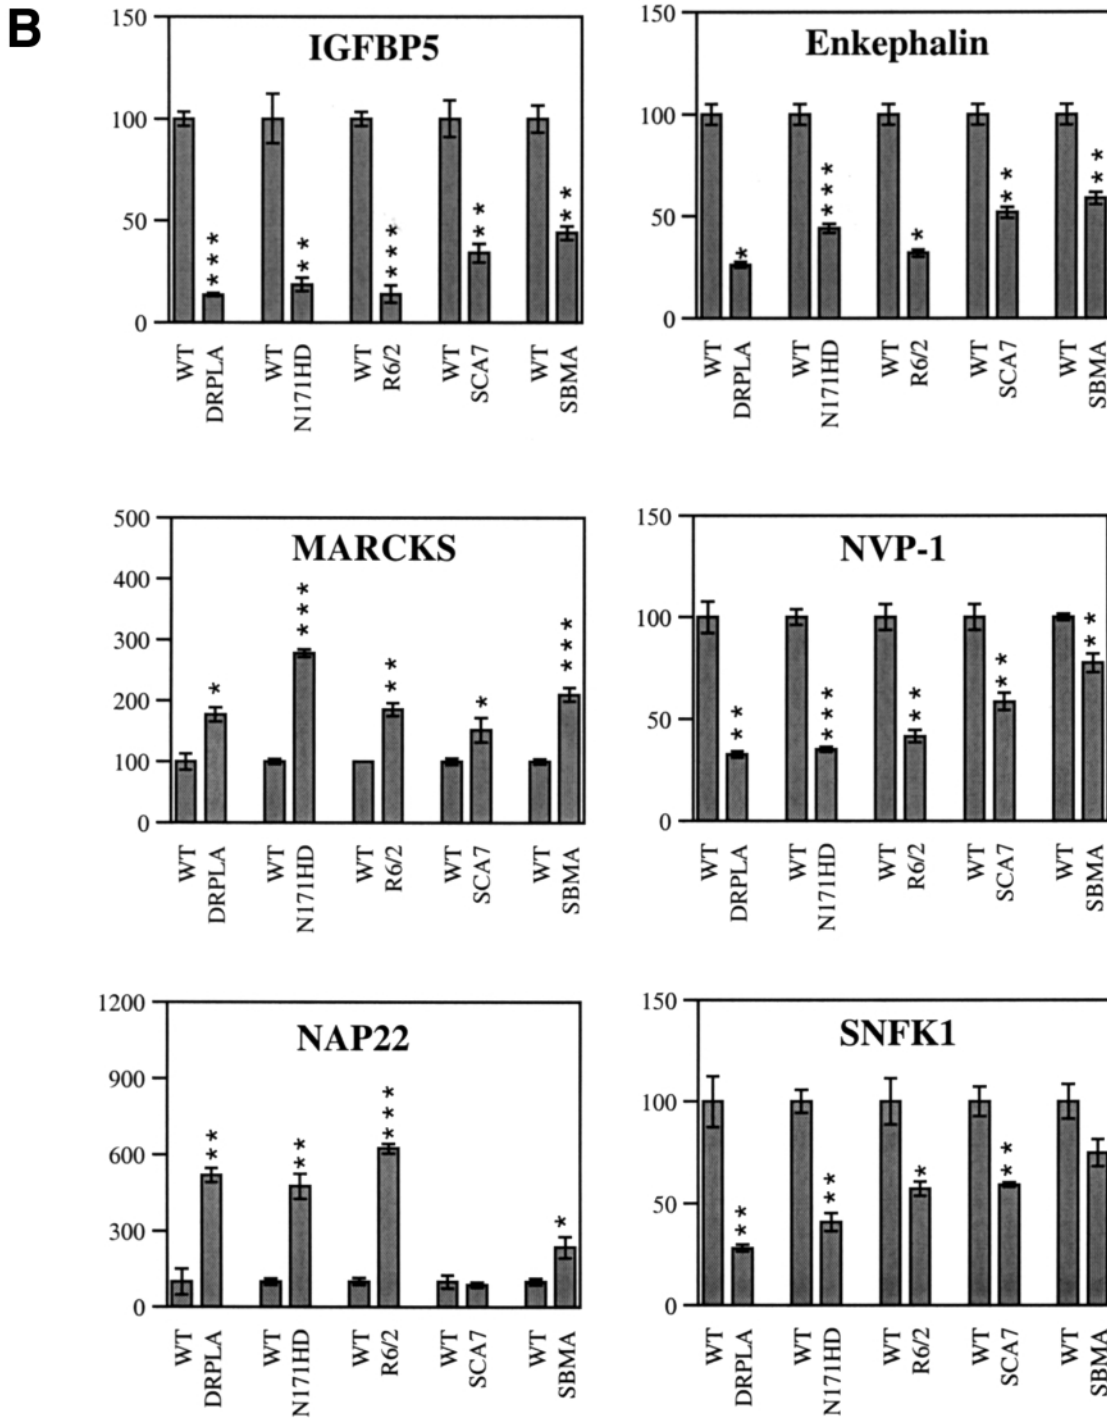 B
IGFBP5
150
100
50
0
***
**
***
**
**
WT
DRPLA
WT
N171HD
WT
R6/2
WT
SCA7
WT
SBMA
Enkephalin
150
100
50
0
*
***
*
**
**
WT
DRPLA
WT
N171HD
WT
R6/2
WT
SCA7
WT
SBMA
MARCKS
500
400
300
200
100
0
*
***
**
*
***
WT
DRPLA
WT
N171HD
WT
R6/2
WT
SCA7
WT
SBMA
NVP-1
150
100
50
0
**
***
**
**
**
WT
DRPLA
WT
N171HD
WT
R6/2
WT
SCA7
WT
SBMA
NAP22
1200
900
600
300
0
**
**
***
*
WT
DRPLA
WT
N171HD
WT
R6/2
WT
SCA7
WT
SBMA
SNFK1
150
100
50
0
**
**
*
**
WT
DRPLA
WT
N171HD
WT
R6/2
WT
SCA7
WT
SBMA